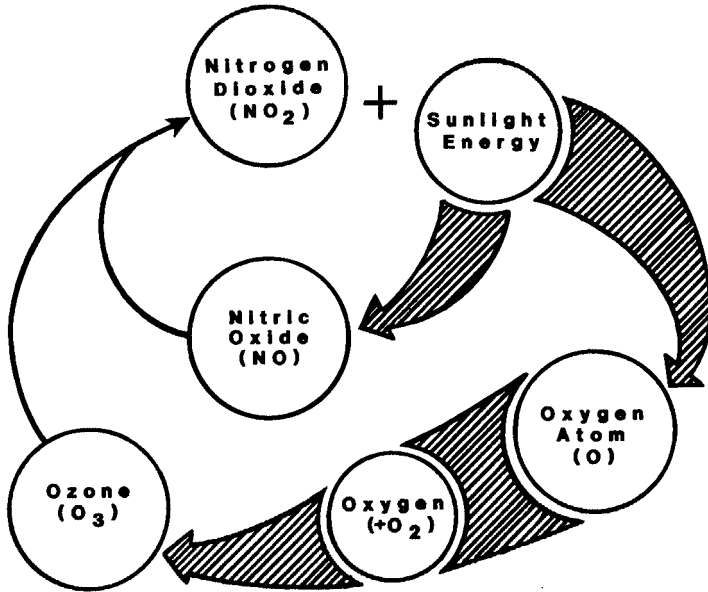 Nitrogen
Dioxide
(NO2)
+
Sunlight
Energy
Nitric
Oxide
(NO)
Oxygen
Atom
(O)
Oxygen
(+O2)
Ozone
(O3)